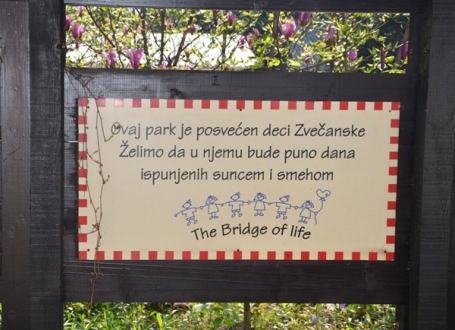 Ovaj park je posvećen deci Zvečanske
Želimo da u njemu bude puno dana
ispunjenih suncem i smehom
The Bridge of life